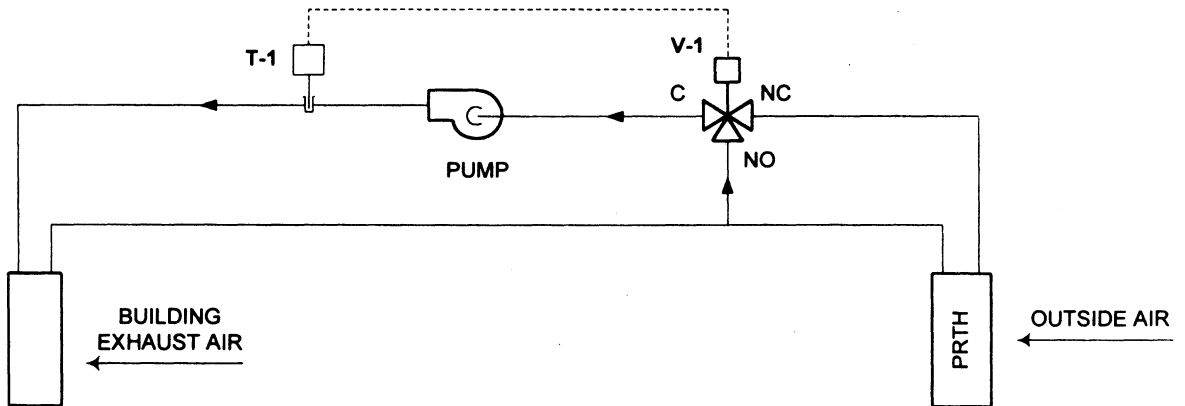 T-1
V-1
C
NC
NO
PUMP
BUILDING
EXHAUST AIR
PRTH
OUTSIDE AIR